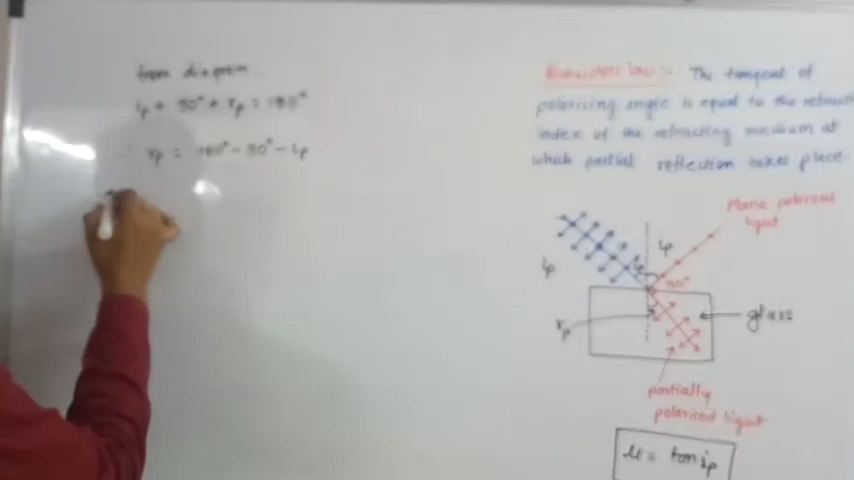 from diagram
ip + 90° + rp = 180°
∴ rp = 180° - 90° - ip
Brewster's law :- The tangent of
polarising angle is equal to the refractive
index of the refracting medium at
which partial reflection takes place.
Plane polarised
light
ip
ip
ip
90°
rp
glass
partially
polarised light
μ = tan ip